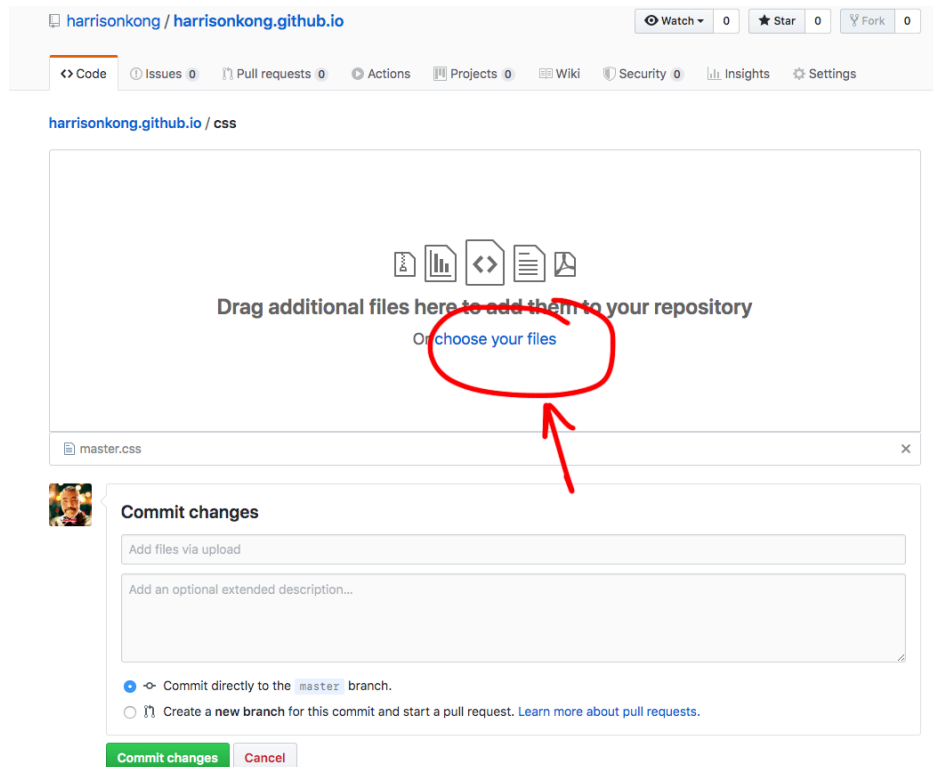 harrisonkong / harrisonkong.github.io
Watch 0 Star 0 Fork 0
Code Issues 0 Pull requests 0 Actions Projects 0 Wiki Security 0 Insights Settings
harrisonkong.github.io / css
Drag additional files here to add them to your repository
Or choose your files
master.css
Commit changes
Add files via upload
Add an optional extended description...
Commit directly to the master branch.
Create a new branch for this commit and start a pull request. Learn more about pull requests.
Commit changes Cancel